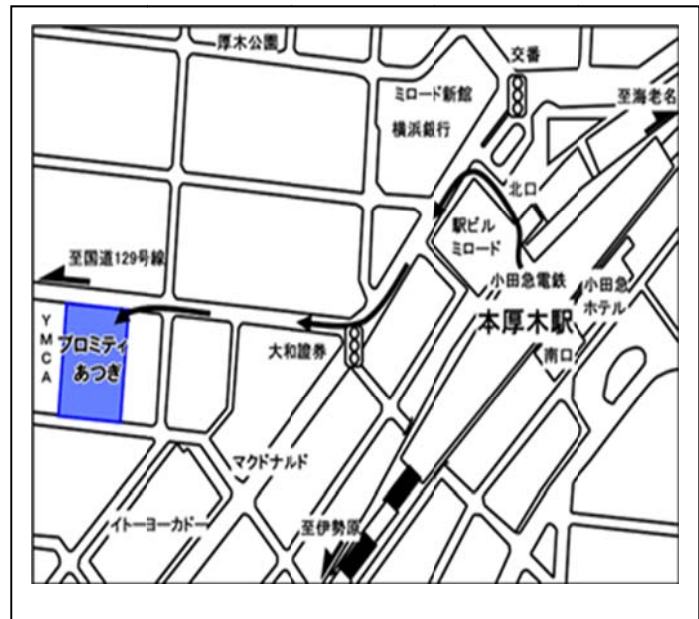 厚木公園
交番
ミロード新館
至海老名
横浜銀行
北口
駅ビル
ミロード
至国道129号線
小田急電鉄
小田急
ホテル
本厚木駅
YMCA
プロミティ
あつぎ
大和證券
南口
マクドナルド
イトーヨーカドー
至伊勢原